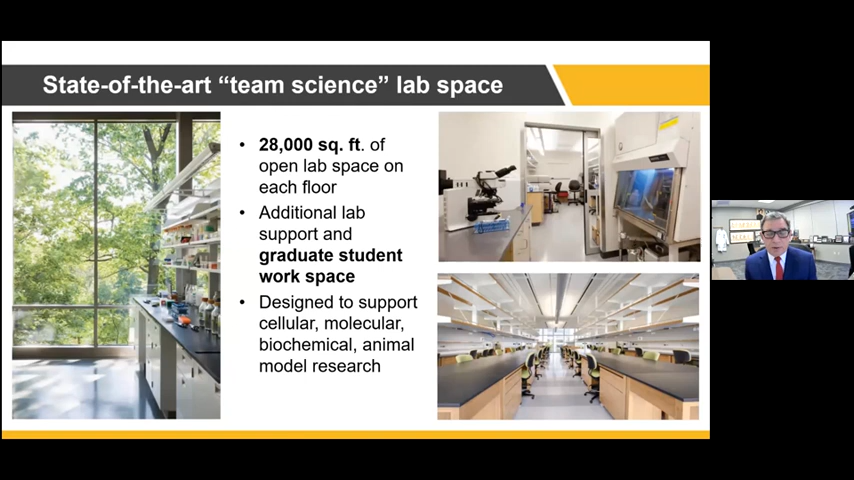 State-of-the-art “team science” lab space
• 28,000 sq. ft. of
open lab space on
each floor
• Additional lab
support and
graduate student
work space
• Designed to support
cellular, molecular,
biochemical, animal
model research